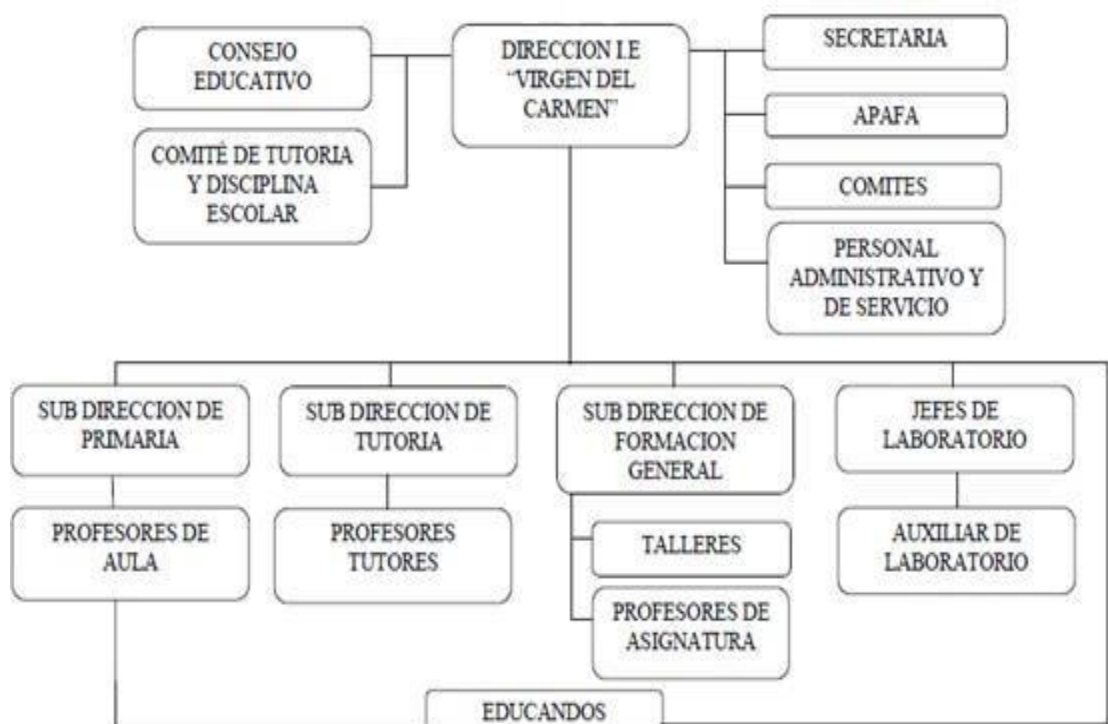 CONSEJO
EDUCATIVO
DIRECCION I.E
“VIRGEN DEL
CARMEN”
SECRETARIA
APAFA
COMITÉ DE TUTORIA
Y DISCIPLINA
ESCOLAR
COMITES
PERSONAL
ADMINISTRATIVO Y
DE SERVICIO
SUB DIRECCION DE
PRIMARIA
SUB DIRECCION DE
TUTORIA
SUB DIRECCION DE
FORMACION
GENERAL
JEFES DE
LABORATORIO
PROFESORES DE
AULA
PROFESORES
TUTORES
TALLERES
AUXILIAR DE
LABORATORIO
PROFESORES DE
ASIGNATURA
EDUCANDOS